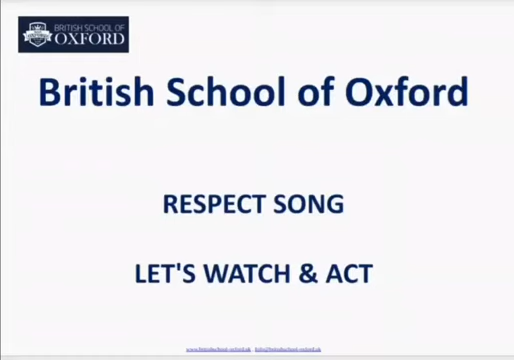 BRITISH SCHOOL OF
OXFORD
British School of Oxford
RESPECT SONG
LET'S WATCH & ACT